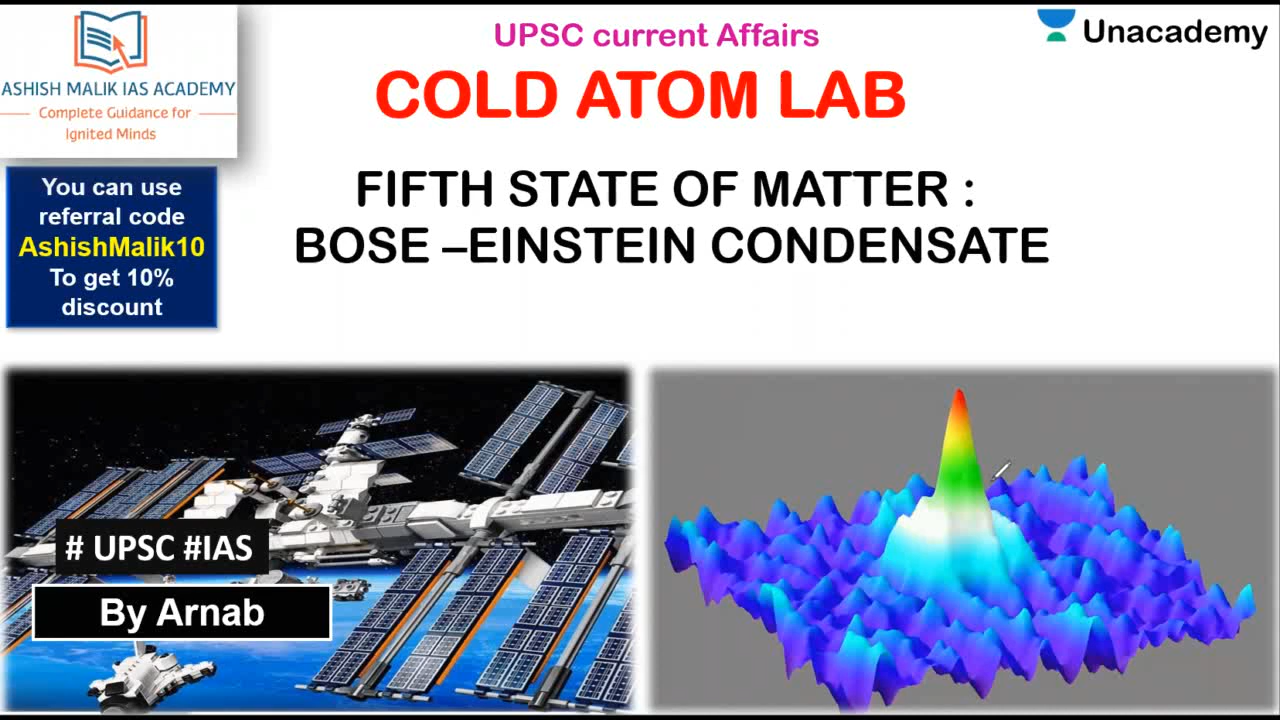 ASHISH MALIK IAS ACADEMY
Complete Guidance for
Ignited Minds
UPSC current Affairs
Unacademy
COLD ATOM LAB
You can use
referral code
AshishMalik10
To get 10%
discount
FIFTH STATE OF MATTER :
BOSE –EINSTEIN CONDENSATE
# UPSC #IAS
By Arnab